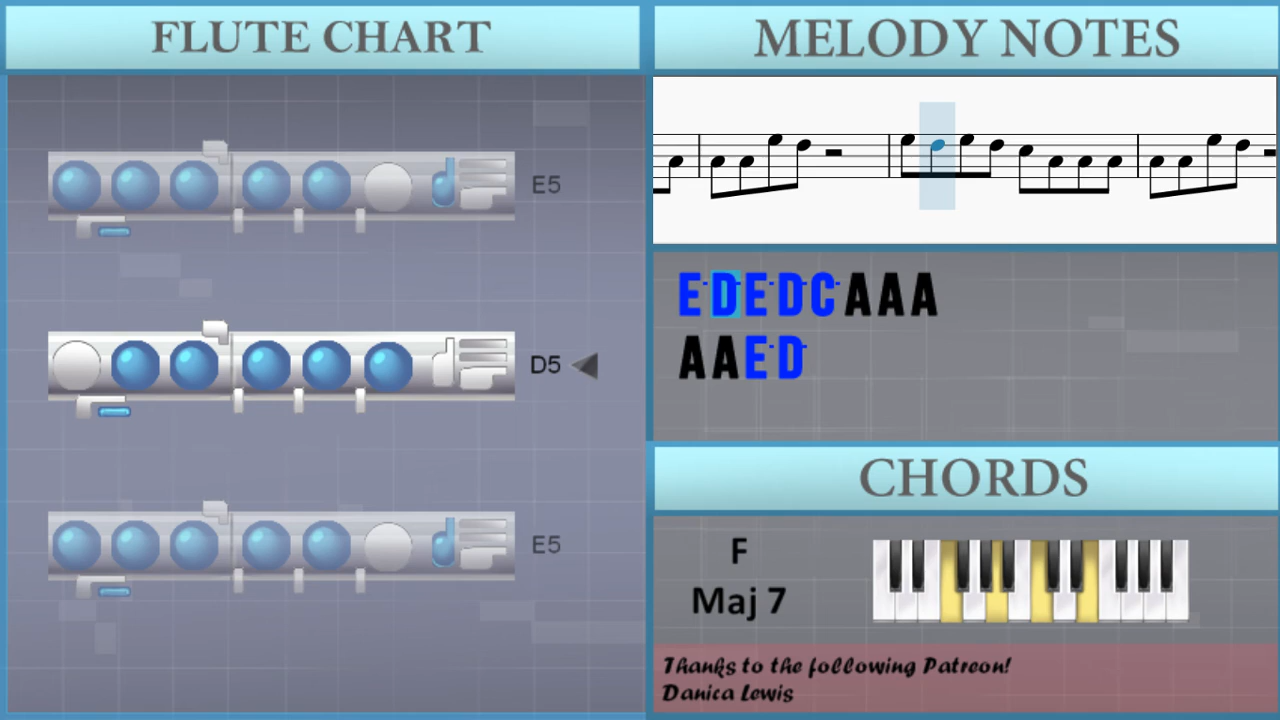 FLUTE CHART
E5
D5
E5
MELODY NOTES
EDEDCAAA
AAED
CHORDS
F
Maj 7
Thanks to the following Patreon!
Danica Lewis